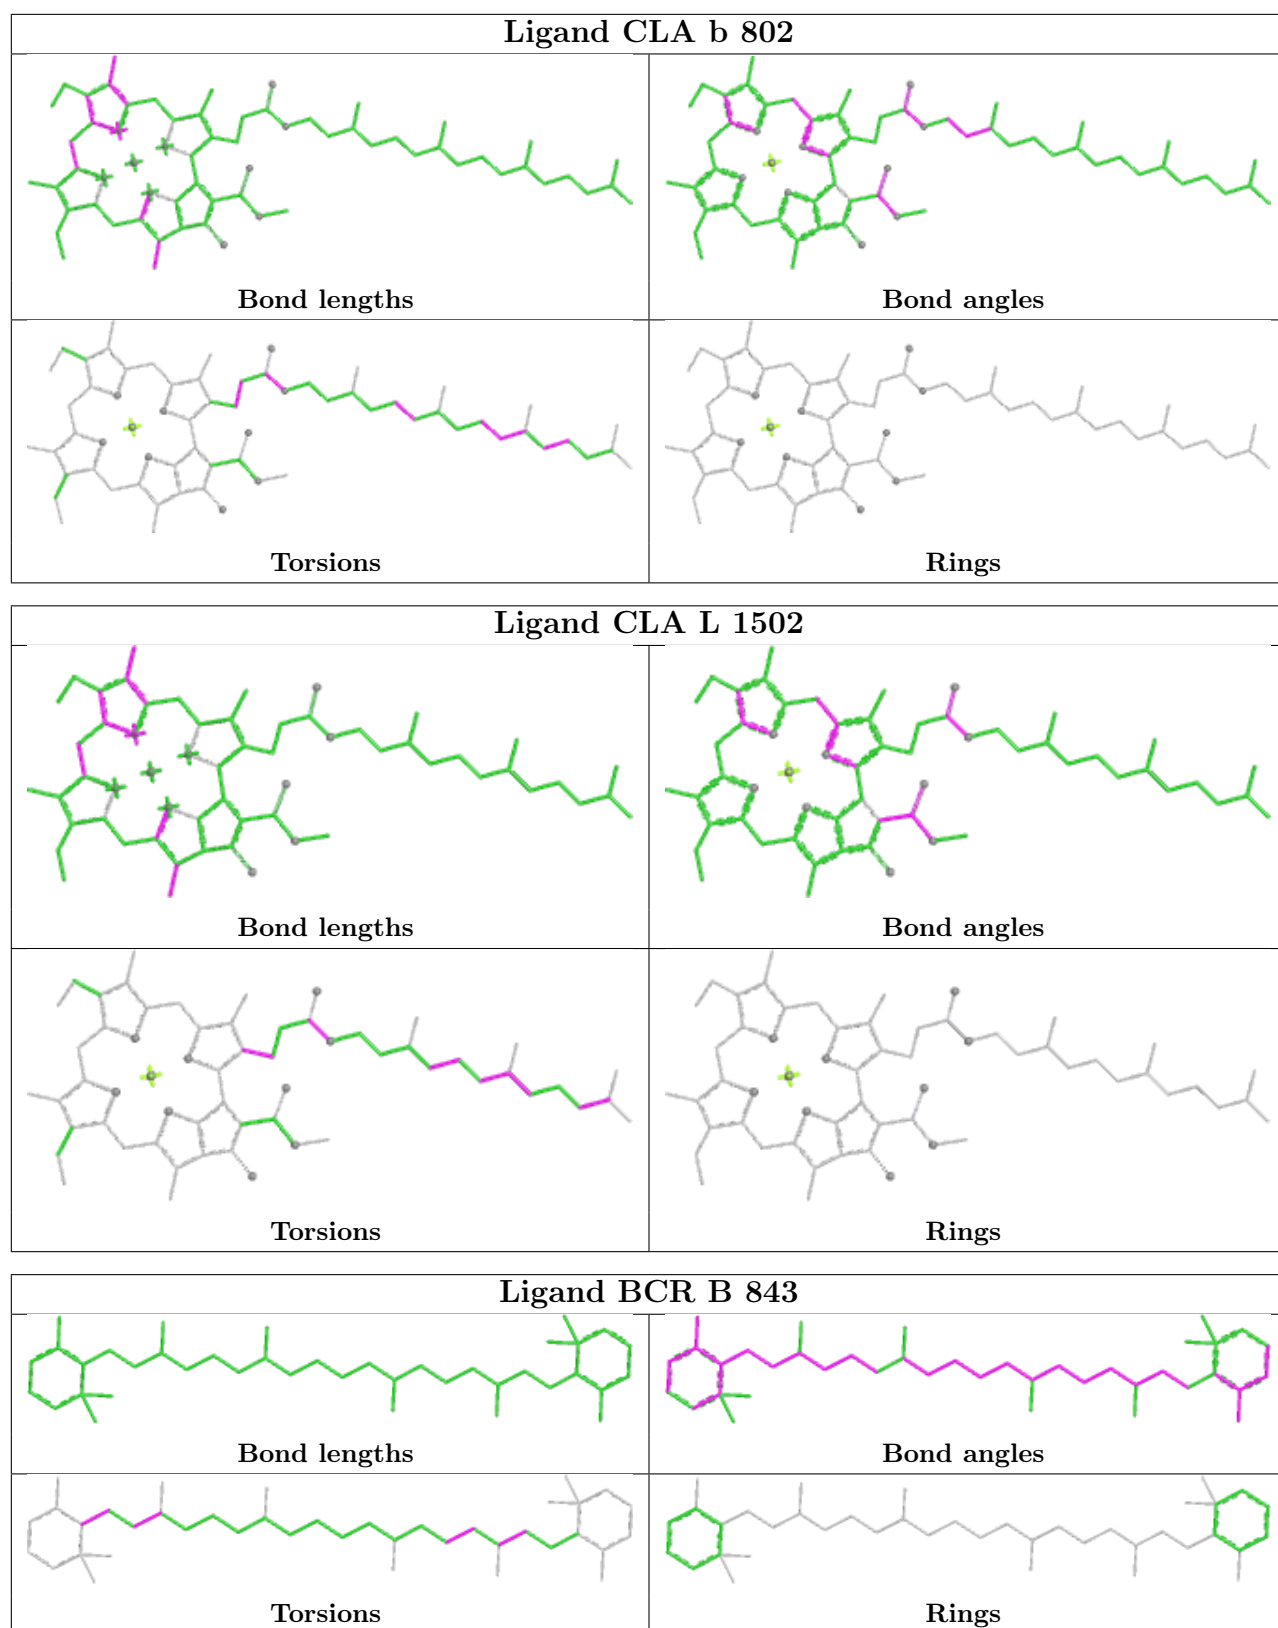 Ligand CLA b 802
Bond lengths
Bond angles
Torsions
Rings
Ligand CLA L 1502
Bond lengths
Bond angles
Torsions
Rings
Ligand BCR B 843
Bond lengths
Bond angles
Torsions
Rings